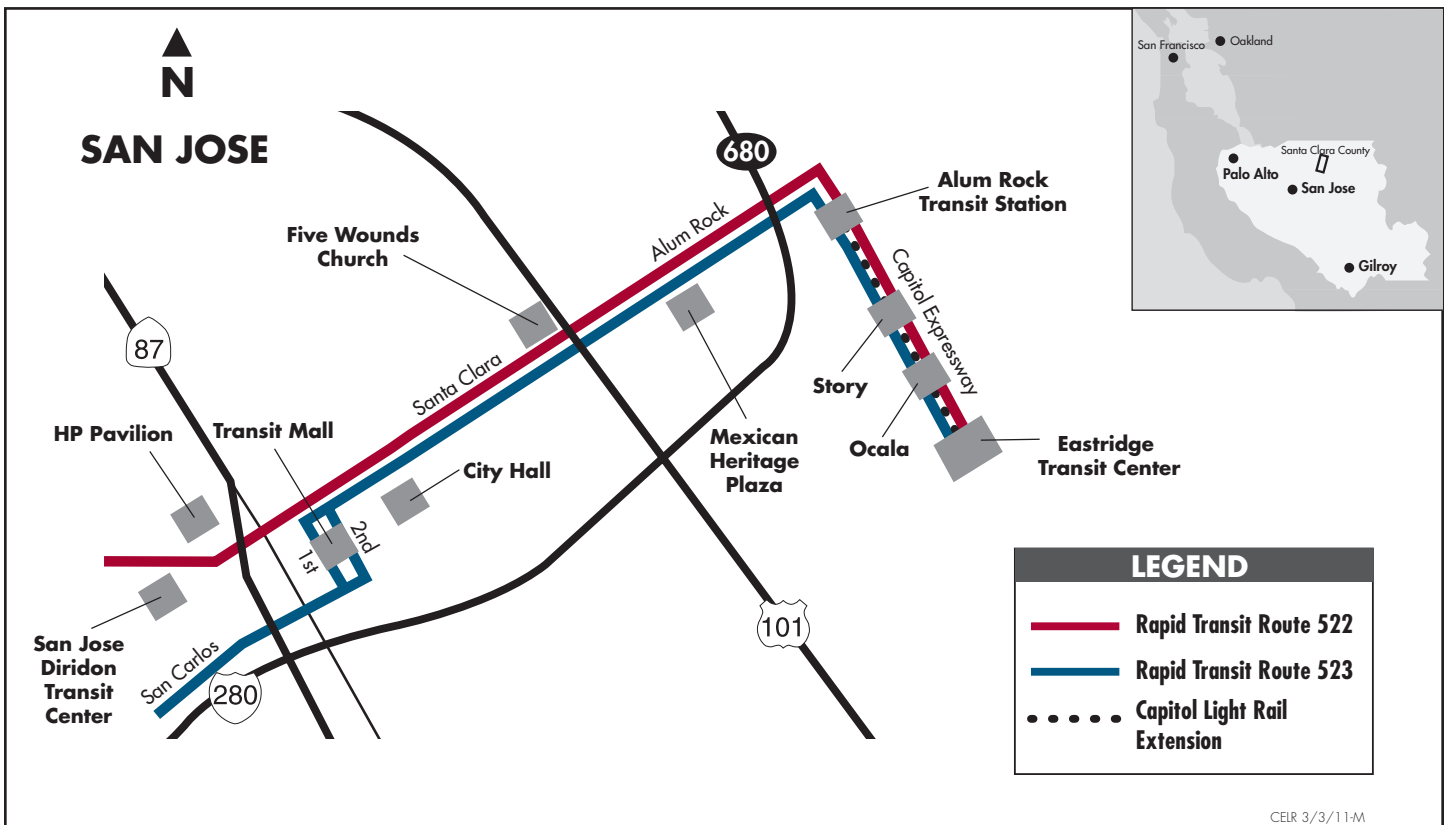 N
SAN JOSE
San Francisco
Oakland
Santa Clara County
Palo Alto
San Jose
Gilroy
680
Alum Rock
Transit Station
Five Wounds
Church
Alum Rock
Capitol Expressway
87
Santa Clara
Story
HP Pavilion
Transit Mall
Ocala
Mexican
Heritage
Plaza
Eastridge
Transit Center
City Hall
1st
2nd
101
San Jose
Diridon
Transit
Center
San Carlos
280
LEGEND
Rapid Transit Route 522
Rapid Transit Route 523
Capitol Light Rail
Extension
CELR 3/3/11-M